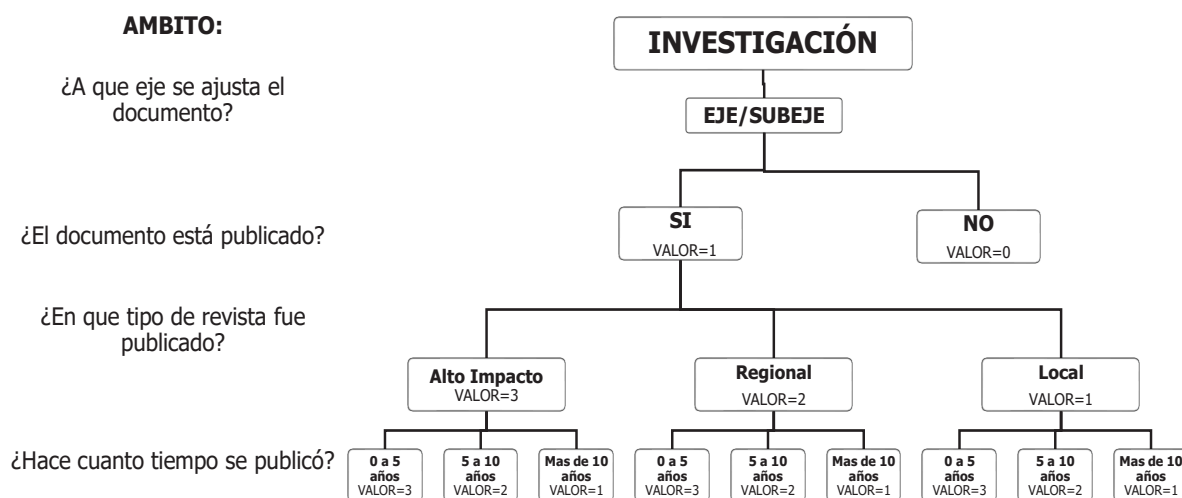 AMBITO:
INVESTIGACIÓN
¿A que eje se ajusta el
documento?
EJE/SUBEJE
¿El documento está publicado?
SI
VALOR=1
NO
VALOR=0
¿En que tipo de revista fue
publicado?
Alto Impacto
VALOR=3
Regional
VALOR=2
Local
VALOR=1
¿Hace cuanto tiempo se publicó?
0 a 5
años
VALOR=3
5 a 10
años
VALOR=2
Mas de 10
años
VALOR=1
0 a 5
años
VALOR=3
5 a 10
años
VALOR=2
Mas de 10
años
VALOR=1
0 a 5
años
VALOR=3
5 a 10
años
VALOR=2
Mas de 10
años
VALOR=1